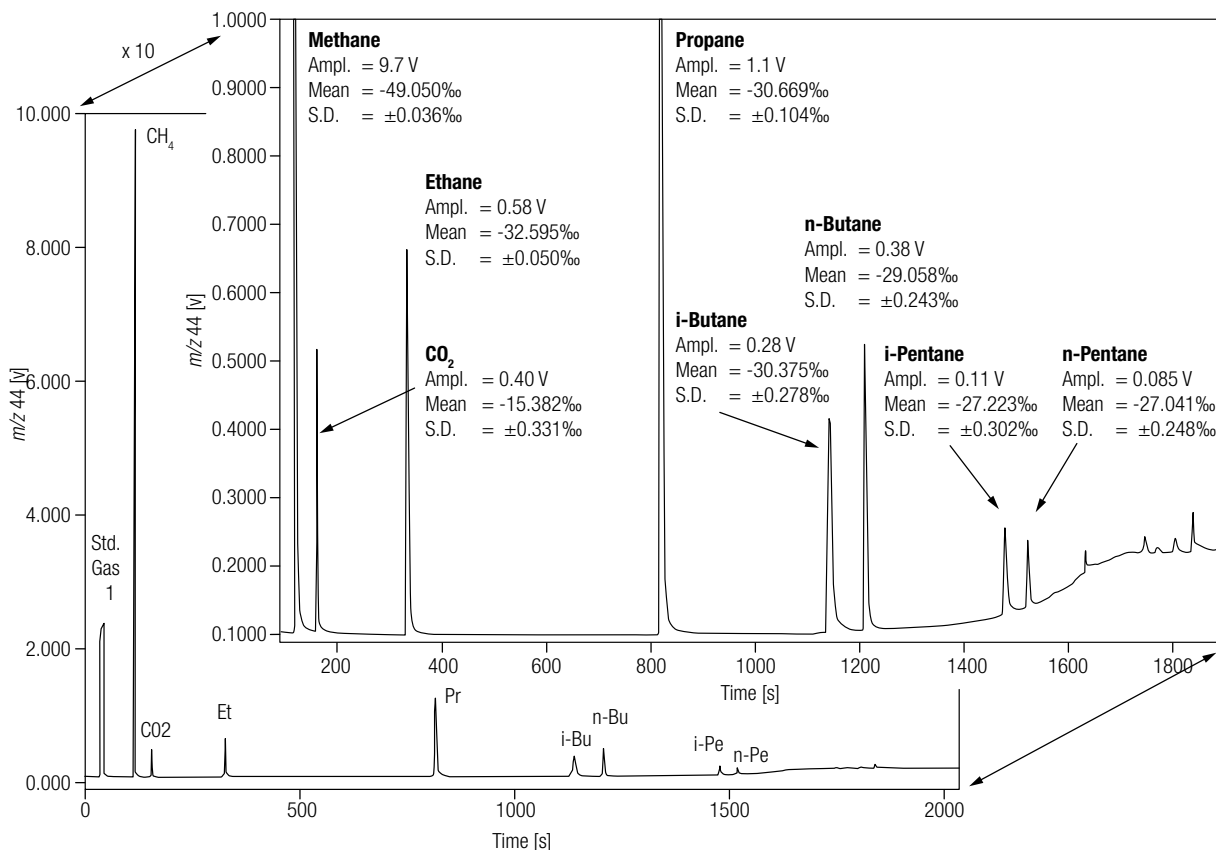 x 10
1.0000
0.9000
0.8000
0.7000
0.6000
0.5000
0.4000
0.3000
0.2000
0.1000
m/z 44 [v]
Methane
Ampl. = 9.7 V
Mean = -49.050‰
S.D. = ±0.036‰
Propane
Ampl. = 1.1 V
Mean = -30.669‰
S.D. = ±0.104‰
Ethane
Ampl. = 0.58 V
Mean = -32.595‰
S.D. = ±0.050‰
n-Butane
Ampl. = 0.38 V
Mean = -29.058‰
S.D. = ±0.243‰
CO₂
Ampl. = 0.40 V
Mean = -15.382‰
S.D. = ±0.331‰
i-Butane
Ampl. = 0.28 V
Mean = -30.375‰
S.D. = ±0.278‰
i-Pentane
Ampl. = 0.11 V
Mean = -27.223‰
S.D. = ±0.302‰
n-Pentane
Ampl. = 0.085 V
Mean = -27.041‰
S.D. = ±0.248‰
200 400 600 800 1000 1200 1400 1600 1800
Time [s]
10.000
8.000
6.000
4.000
2.000
0.000
m/z 44 [v]
CH₄
Std.
Gas
1
CO2
Et
Pr
i-Bu
n-Bu
i-Pe
n-Pe
0 500 1000 1500 2000
Time [s]